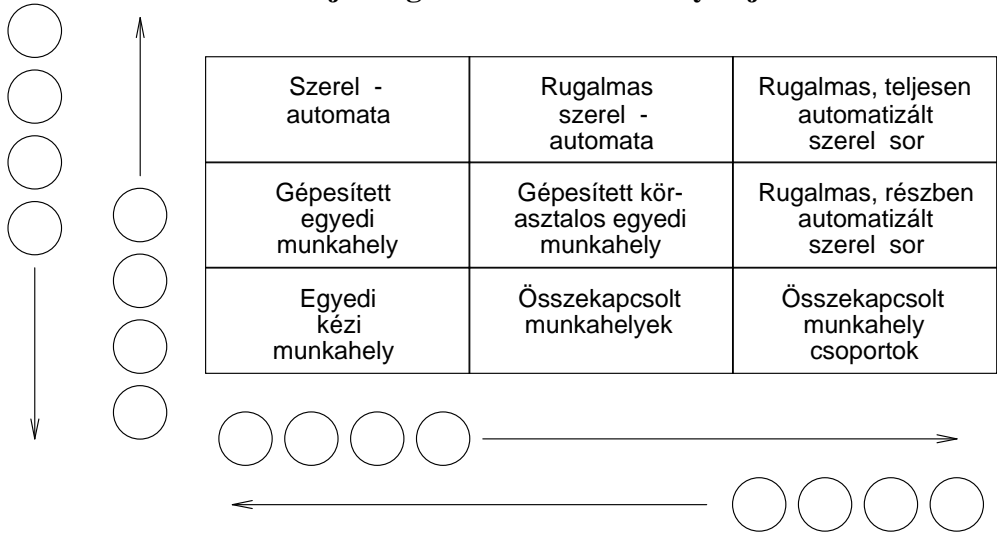 Szerel -
automata
Rugalmas
szerel -
automata
Rugalmas, teljesen
automatizált
szerel sor
Gépesített
egyedi
munkahely
Gépesített kör-
asztalos egyedi
munkahely
Rugalmas, részben
automatizált
szerel sor
Egyedi
kézi
munkahely
Összekapcsolt
munkahelyek
Összekapcsolt
munkahely
csoportok